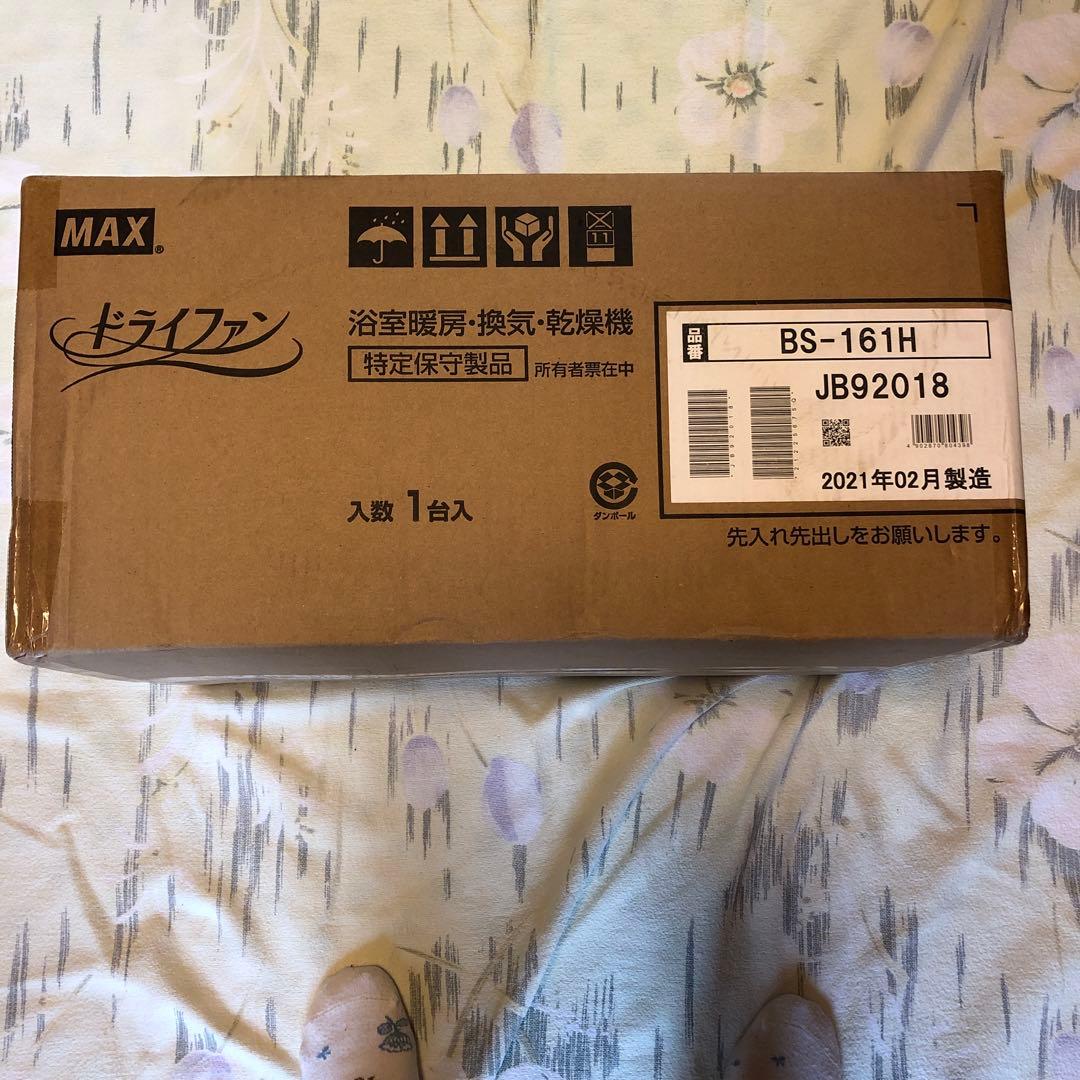 MAX®
11
ドライファン
浴室暖房・換気・乾燥機
特定保守製品 所有者票在中
品番 BS-161H
JB92018
JB92018
4902870804398
2021年02月製造
入数 1台入
ダンボール
先入れ先出しをお願いします。